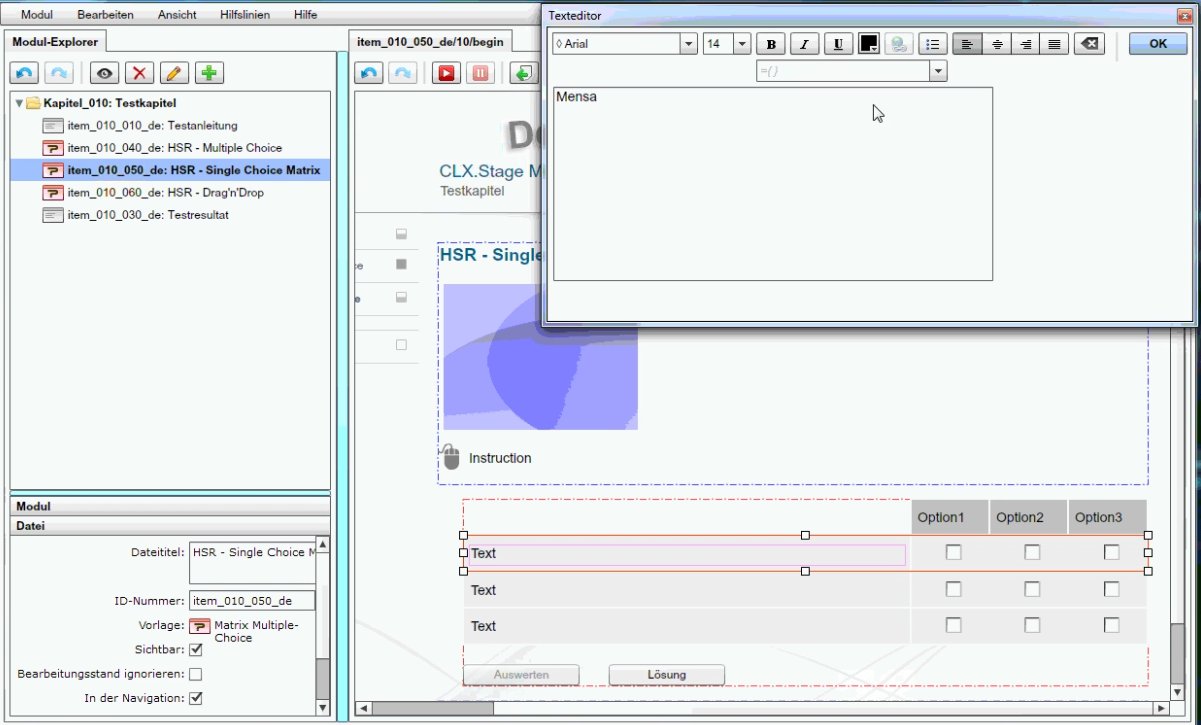 Modul Bearbeiten Ansicht Hilfslinien Hilfe
Modul-Explorer
Kapitel_010: Testkapitel
item_010_010_de: Testanleitung
item_010_040_de: HSR - Multiple Choice
item_010_050_de: HSR - Single Choice Matrix
item_010_060_de: HSR - Drag'n'Drop
item_010_030_de: Testresultat
Modul
Datei
Dateititel: HSR - Single Choice M
ID-Nummer: item_010_050_de
Vorlage: Matrix Multiple-
Choice
Sichtbar:
Bearbeitungsstand ignorieren:
In der Navigation:
item_010_050_de/10/begin
De
CLX.Stage M
Testkapitel
HSR - Single
Instruction
Option1 Option2 Option3
Text
Text
Text
Auswerten Lösung
Texteditor
Arial 14 B I U OK
={}
Mensa